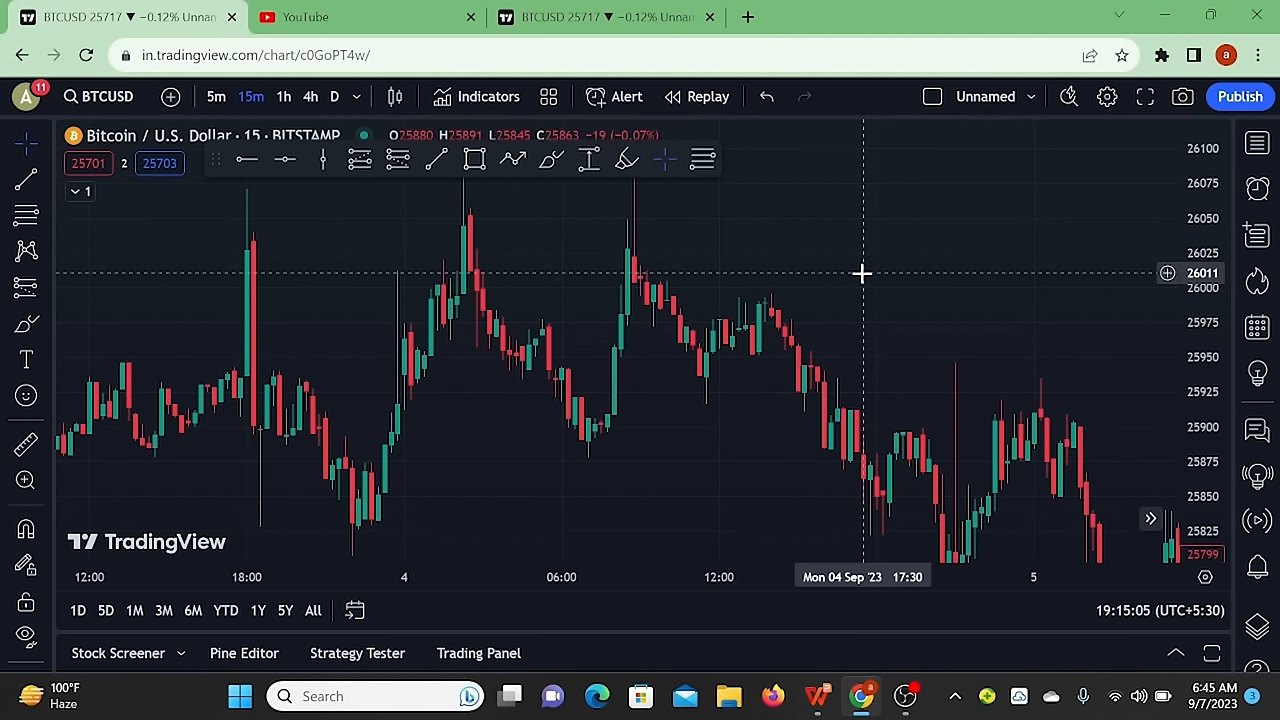 BTCUSD 25717 ▼ −0.12% Unnan
YouTube
BTCUSD 25717 ▼ −0.12% Unnan
in.tradingview.com/chart/c0GoPT4w/
a
A
11
BTCUSD
5m 15m 1h 4h D
Indicators
Alert
Replay
Unnamed
Publish
Bitcoin / U.S. Dollar · 15 · BITSTAMP
O25880 H25891 L25845 C25863 −19 (−0.07%)
25701 2 25703
1
26100
26075
26050
26025
26011
26000
25975
25950
25925
25900
25875
25850
25825
25799
TradingView
12:00 18:00 4 06:00 12:00 Mon 04 Sep '23 17:30 5
1D 5D 1M 3M 6M YTD 1Y 5Y All
19:15:05 (UTC+5:30)
Stock Screener Pine Editor Strategy Tester Trading Panel
100°F
Haze
Search
6:45 AM
9/7/2023
3